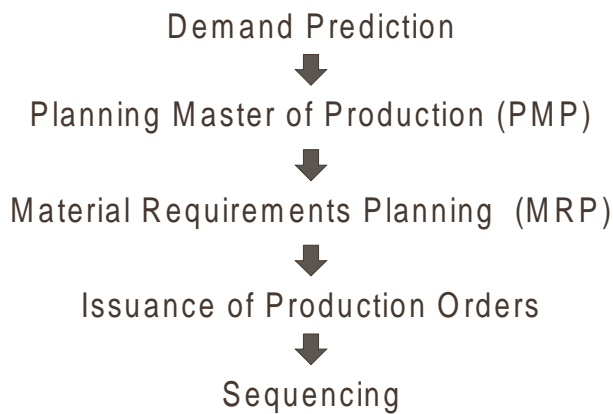 Demand Prediction
Planning Master of Production (PMP)
Material Requirements Planning (MRP)
Issuance of Production Orders
Sequencing